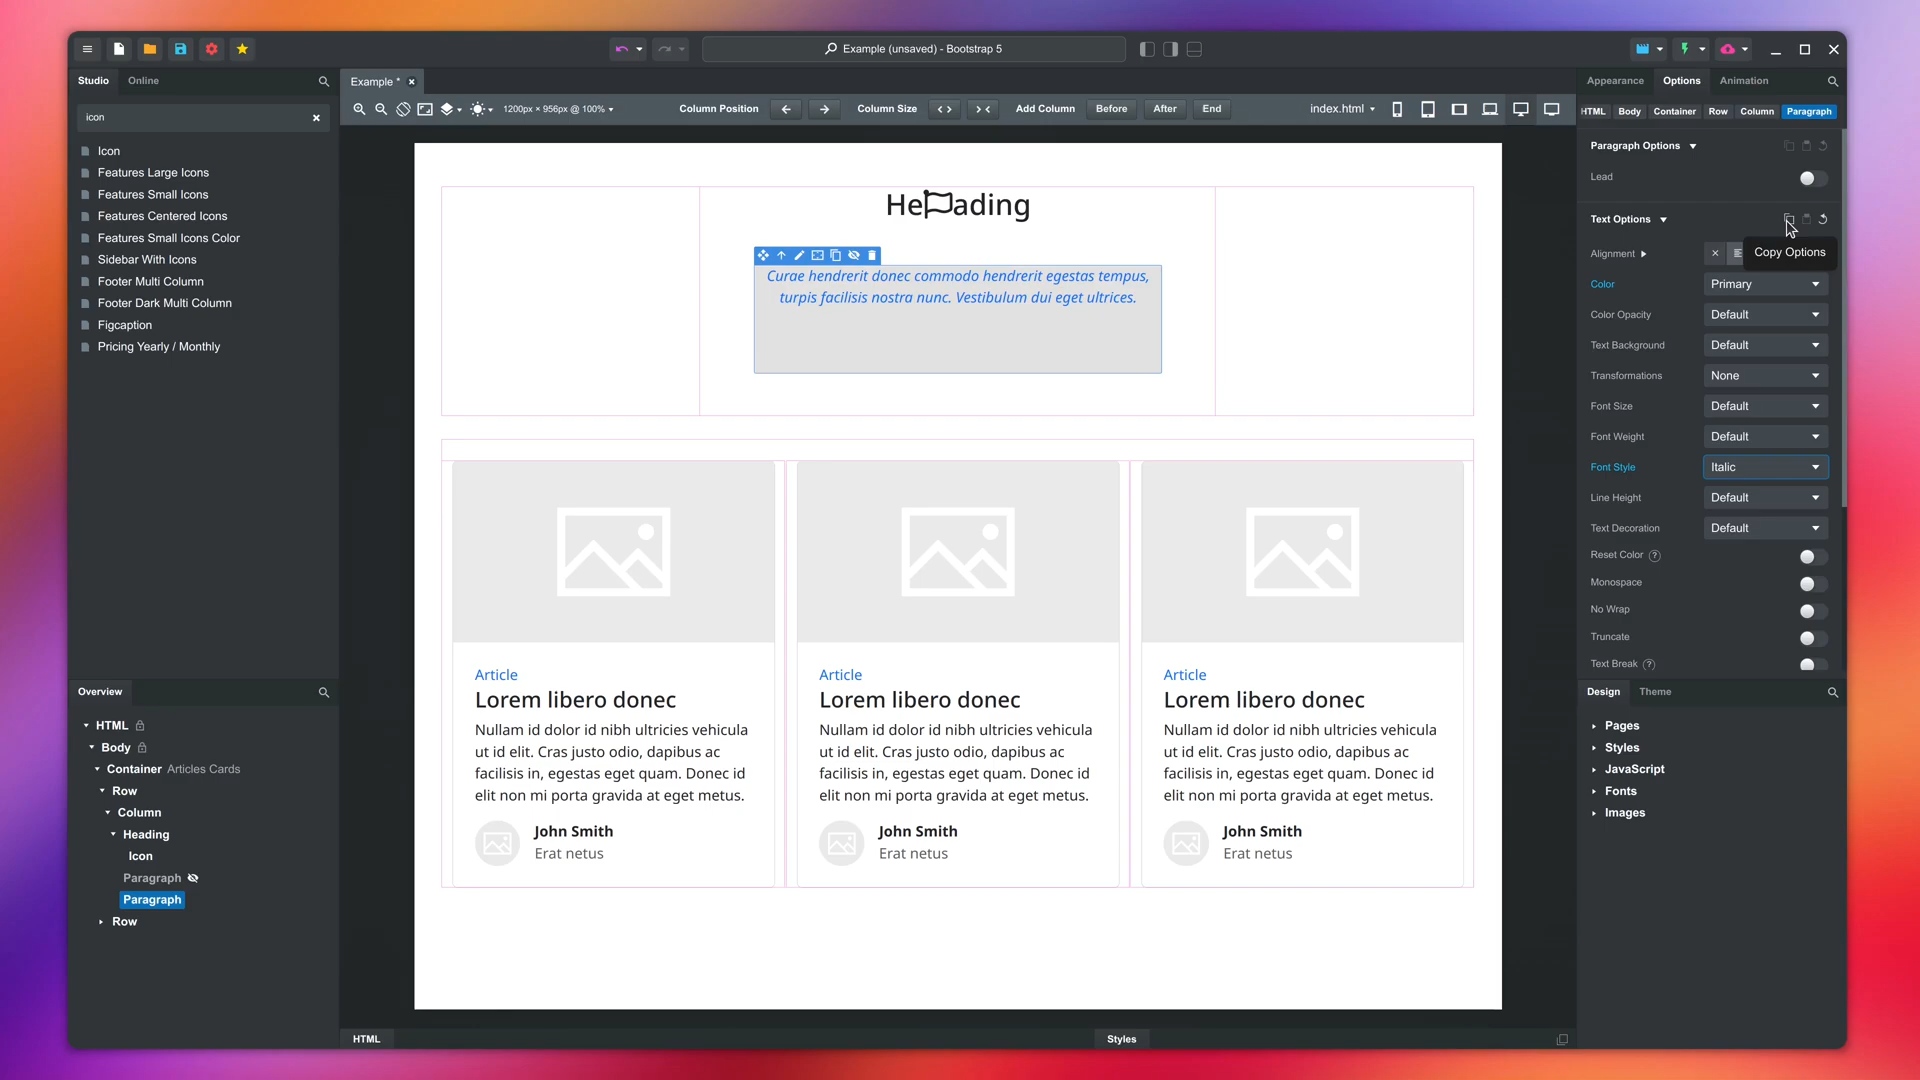 Example (unsaved) - Bootstrap 5
Studio
Online
icon
Icon
Features Large Icons
Features Small Icons
Features Centered Icons
Features Small Icons Color
Sidebar With Icons
Footer Multi Column
Footer Dark Multi Column
Figcaption
Pricing Yearly / Monthly
Overview
HTML
Body
Container Articles Cards
Row
Column
Heading
Icon
Paragraph
Paragraph
Row
Example *
1200px × 956px @ 100%
Column Position
Column Size
Add Column
Before
After
End
index.html
Heading
Curae hendrerit donec commodo hendrerit egestas tempus,
turpis facilisis nostra nunc. Vestibulum dui eget ultrices.
Article
Lorem libero donec
Nullam id dolor id nibh ultricies vehicula
ut id elit. Cras justo odio, dapibus ac
facilisis in, egestas eget quam. Donec id
elit non mi porta gravida at eget metus.
John Smith
Erat netus
Article
Lorem libero donec
Nullam id dolor id nibh ultricies vehicula
ut id elit. Cras justo odio, dapibus ac
facilisis in, egestas eget quam. Donec id
elit non mi porta gravida at eget metus.
John Smith
Erat netus
Article
Lorem libero donec
Nullam id dolor id nibh ultricies vehicula
ut id elit. Cras justo odio, dapibus ac
facilisis in, egestas eget quam. Donec id
elit non mi porta gravida at eget metus.
John Smith
Erat netus
HTML
Styles
Appearance
Options
Animation
HTML
Body
Container
Row
Column
Paragraph
Paragraph Options
Lead
Text Options
Copy Options
Alignment
Color
Primary
Color Opacity
Default
Text Background
Default
Transformations
None
Font Size
Default
Font Weight
Default
Font Style
Italic
Line Height
Default
Text Decoration
Default
Reset Color
Monospace
No Wrap
Truncate
Text Break
Design
Theme
Pages
Styles
JavaScript
Fonts
Images